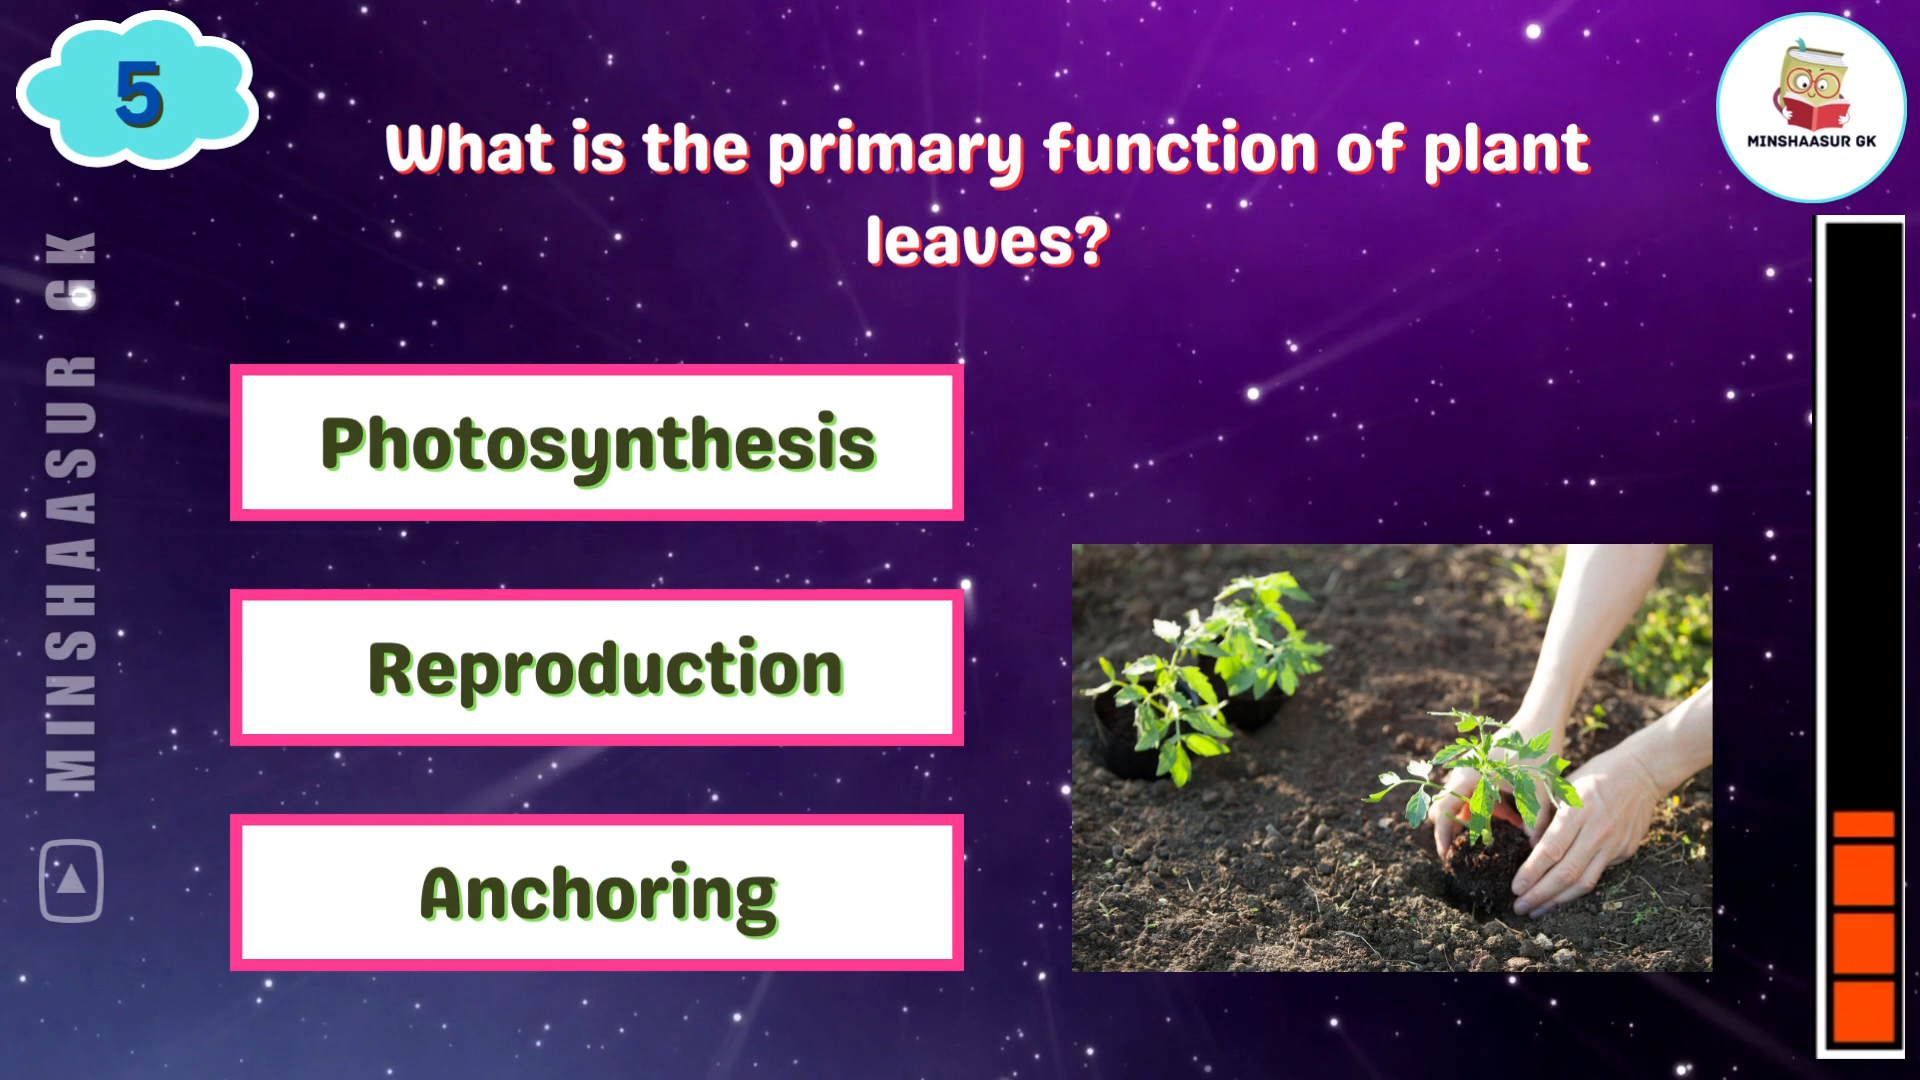 5
What is the primary function of plant
leaves?
MINSHAASUR GK
MINSHAASUR GK
Photosynthesis
Reproduction
Anchoring